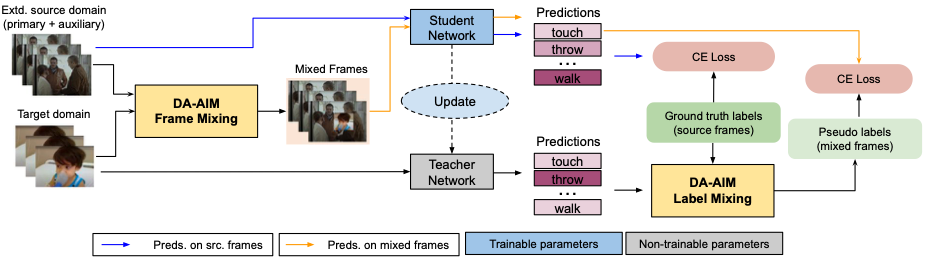 Extd. source domain
(primary + auxiliary)
Target domain
DA-AIM
Frame Mixing
Mixed Frames
Student
Network
Update
Teacher
Network
Predictions
touch
throw
...
walk
Predictions
touch
throw
...
walk
CE Loss
CE Loss
Ground truth labels
(source frames)
Pseudo labels
(mixed frames)
DA-AIM
Label Mixing
Preds. on src. frames
Preds. on mixed frames
Trainable parameters
Non-trainable parameters